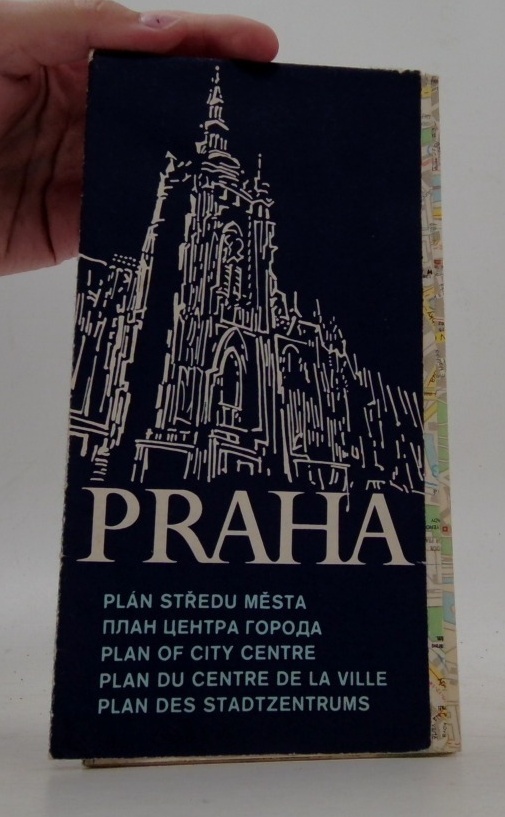 PRAHA
PLÁN STŘEDU MĚSTA
ПЛАН ЦЕНТРА ГОРОДА
PLAN OF CITY CENTRE
PLAN DU CENTRE DE LA VILLE
PLAN DES STADTZENTRUMS